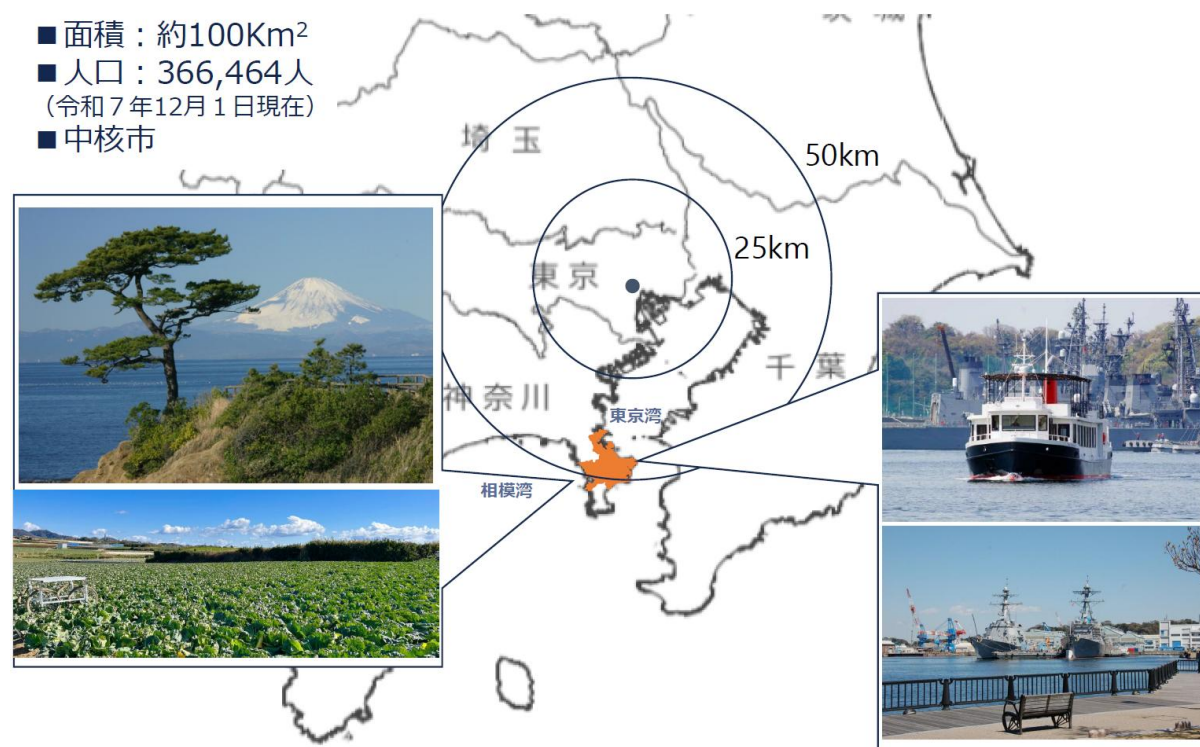 ■面積：約100Km²
■人口：366,464人
（令和７年12月１日現在）
■中核市
埼玉
50km
25km
東京
千葉
神奈川
東京湾
相模湾